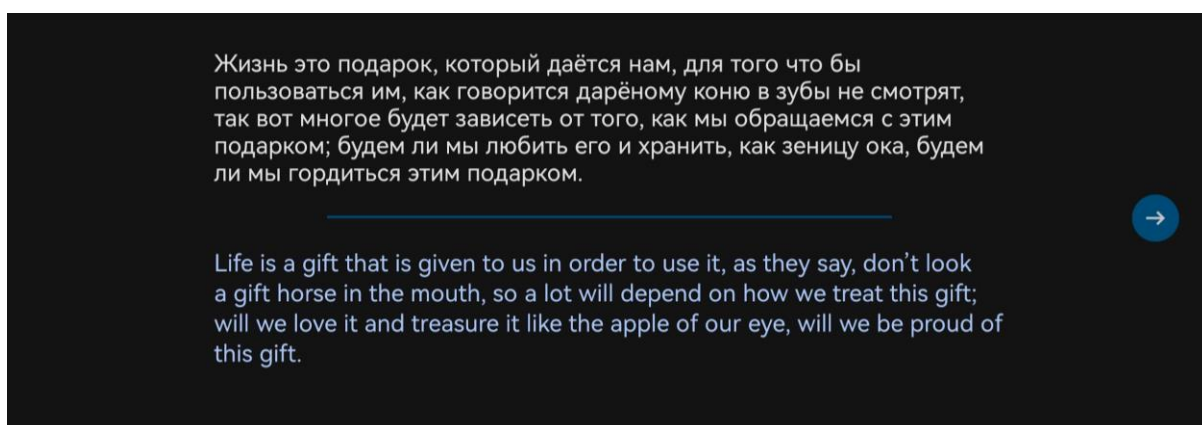 Жизнь это подарок, который даётся нам, для того что бы
пользоваться им, как говорится дарёному коню в зубы не смотрят,
так вот многое будет зависеть от того, как мы обращаемся с этим
подарком; будем ли мы любить его и хранить, как зеницу ока, будем
ли мы гордиться этим подарком.
Life is a gift that is given to us in order to use it, as they say, don’t look
a gift horse in the mouth, so a lot will depend on how we treat this gift;
will we love it and treasure it like the apple of our eye, will we be proud of
this gift.